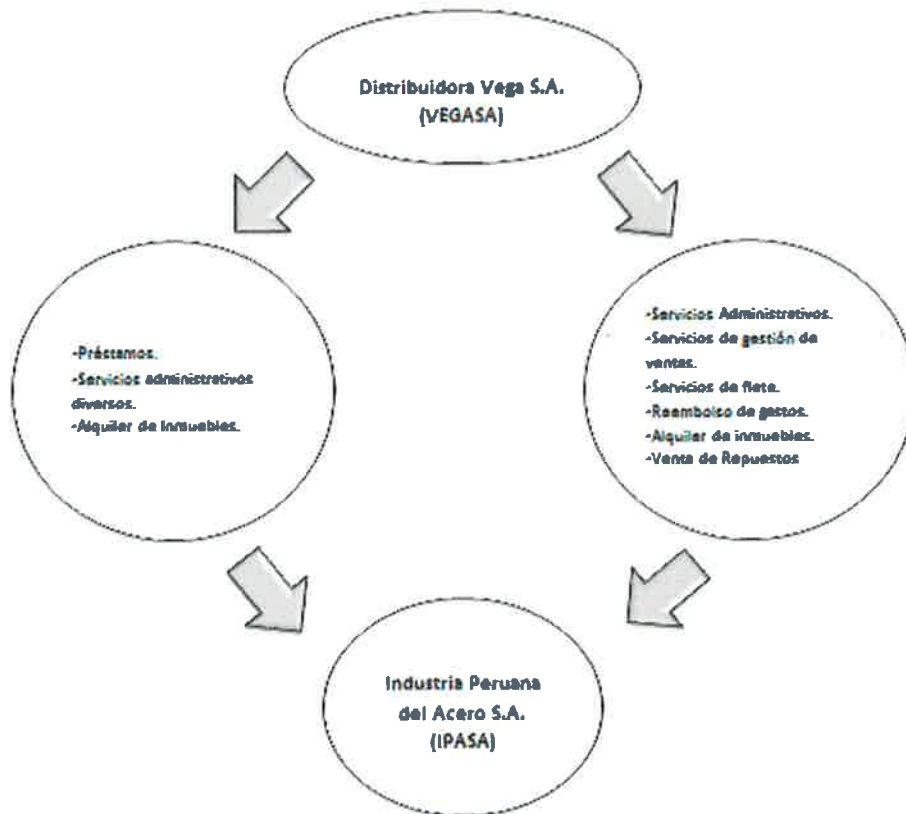 Distribuidora Vega S.A.
(VEGASA)
-Préstamos.
-Servicios administrativos
diversos.
-Alquiler de Inmuebles.
-Servicios Administrativos.
-Servicios de gestión de
ventas.
-Servicios de flete.
-Reembolso de gastos.
-Alquiler de inmuebles.
-Venta de Repuestos
Industria Peruana
del Acero S.A.
(IPASA)